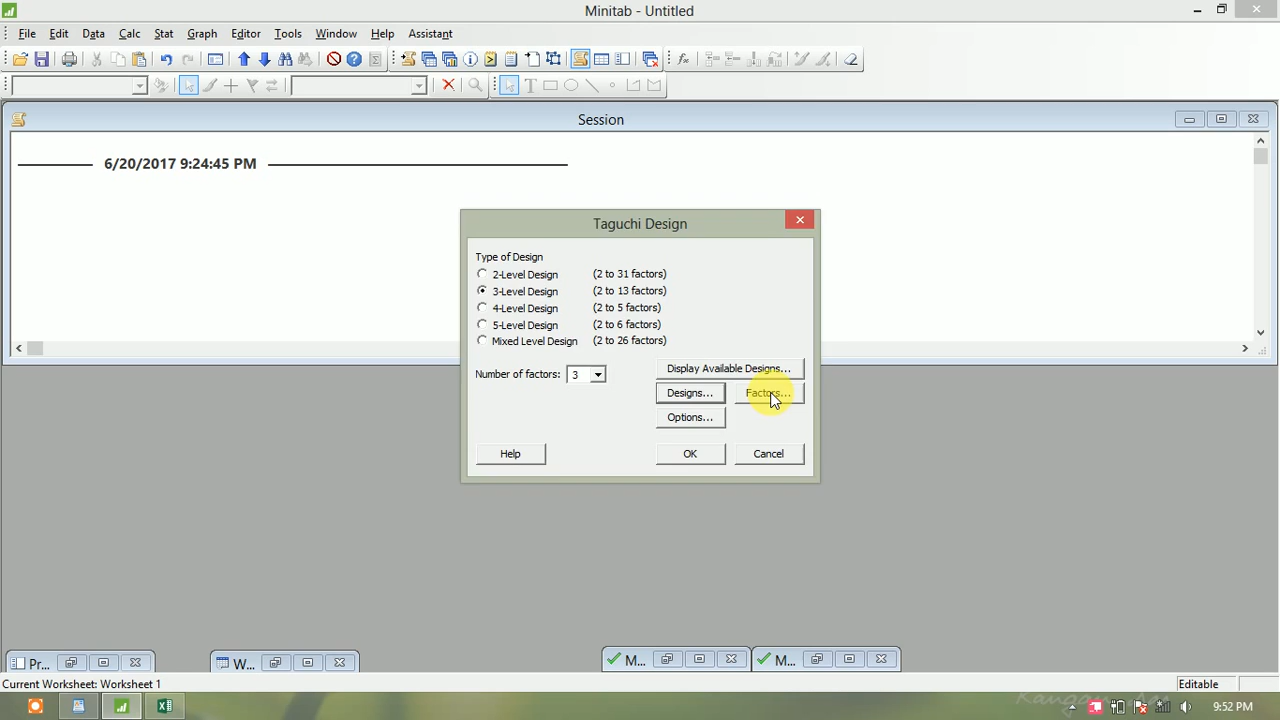 Minitab - Untitled
File Edit Data Calc Stat Graph Editor Tools Window Help Assistant
Session
6/20/2017 9:24:45 PM
Taguchi Design
Type of Design
2-Level Design (2 to 31 factors)
3-Level Design (2 to 13 factors)
4-Level Design (2 to 5 factors)
5-Level Design (2 to 6 factors)
Mixed Level Design (2 to 26 factors)
Number of factors: 3
Display Available Designs...
Designs... Factors...
Options...
Help OK Cancel
Pr... W... M... M...
Current Worksheet: Worksheet 1 Editable
9:52 PM